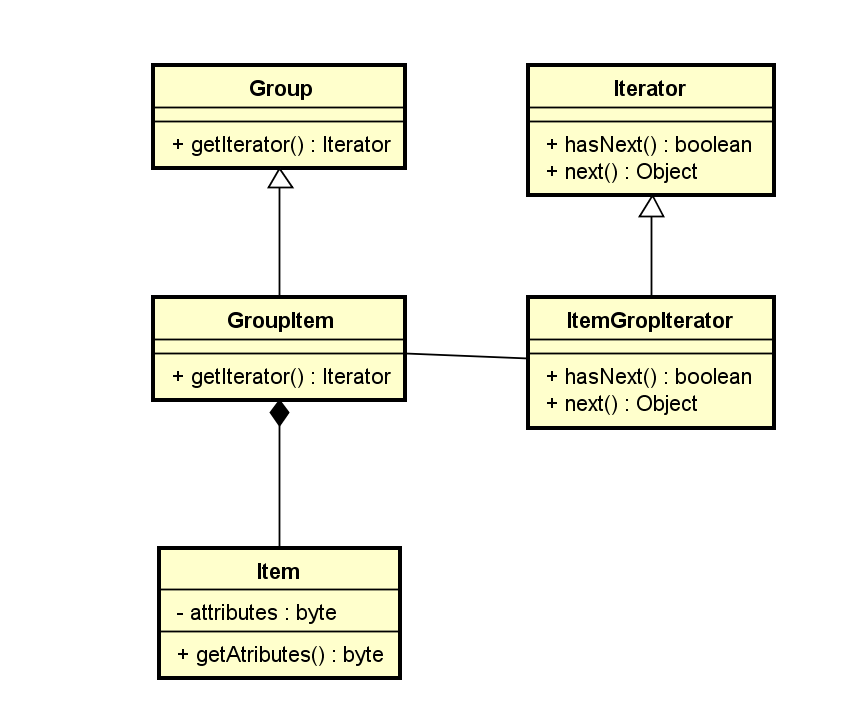 Group
+ getIterator() : Iterator
Iterator
+ hasNext() : boolean
+ next() : Object
GroupItem
+ getIterator() : Iterator
ItemGropIterator
+ hasNext() : boolean
+ next() : Object
Item
- attributes : byte
+ getAtributes() : byte